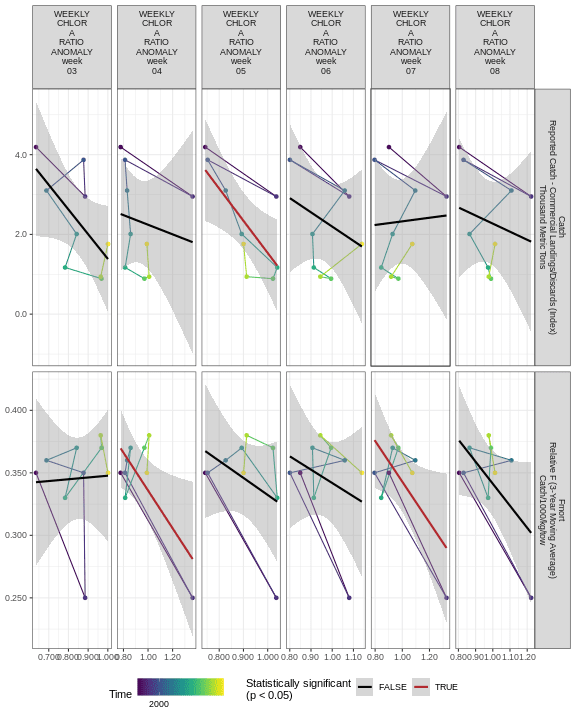 WEEKLY
CHLOR
A
RATIO
ANOMALY
week
03
WEEKLY
CHLOR
A
RATIO
ANOMALY
week
04
WEEKLY
CHLOR
A
RATIO
ANOMALY
week
05
WEEKLY
CHLOR
A
RATIO
ANOMALY
week
06
WEEKLY
CHLOR
A
RATIO
ANOMALY
week
07
WEEKLY
CHLOR
A
RATIO
ANOMALY
week
08
4.0
2.0
0.0
Catch
Reported Catch - Commercial Landings/Discards (Index)
Thousand Metric Tons
0.400
0.350
0.300
0.250
Fmort
Relative F (3-Year Moving Average)
Catch/1000/kg/tow
0.700 0.800 0.900 1.000 0.80 1.00 1.20 0.800 0.900 1.000 0.80 0.90 1.00 1.10 0.80 1.00 1.20 0.80 0.90 1.00 1.10 1.20
Time
2000
Statistically significant
(p < 0.05)
FALSE
TRUE